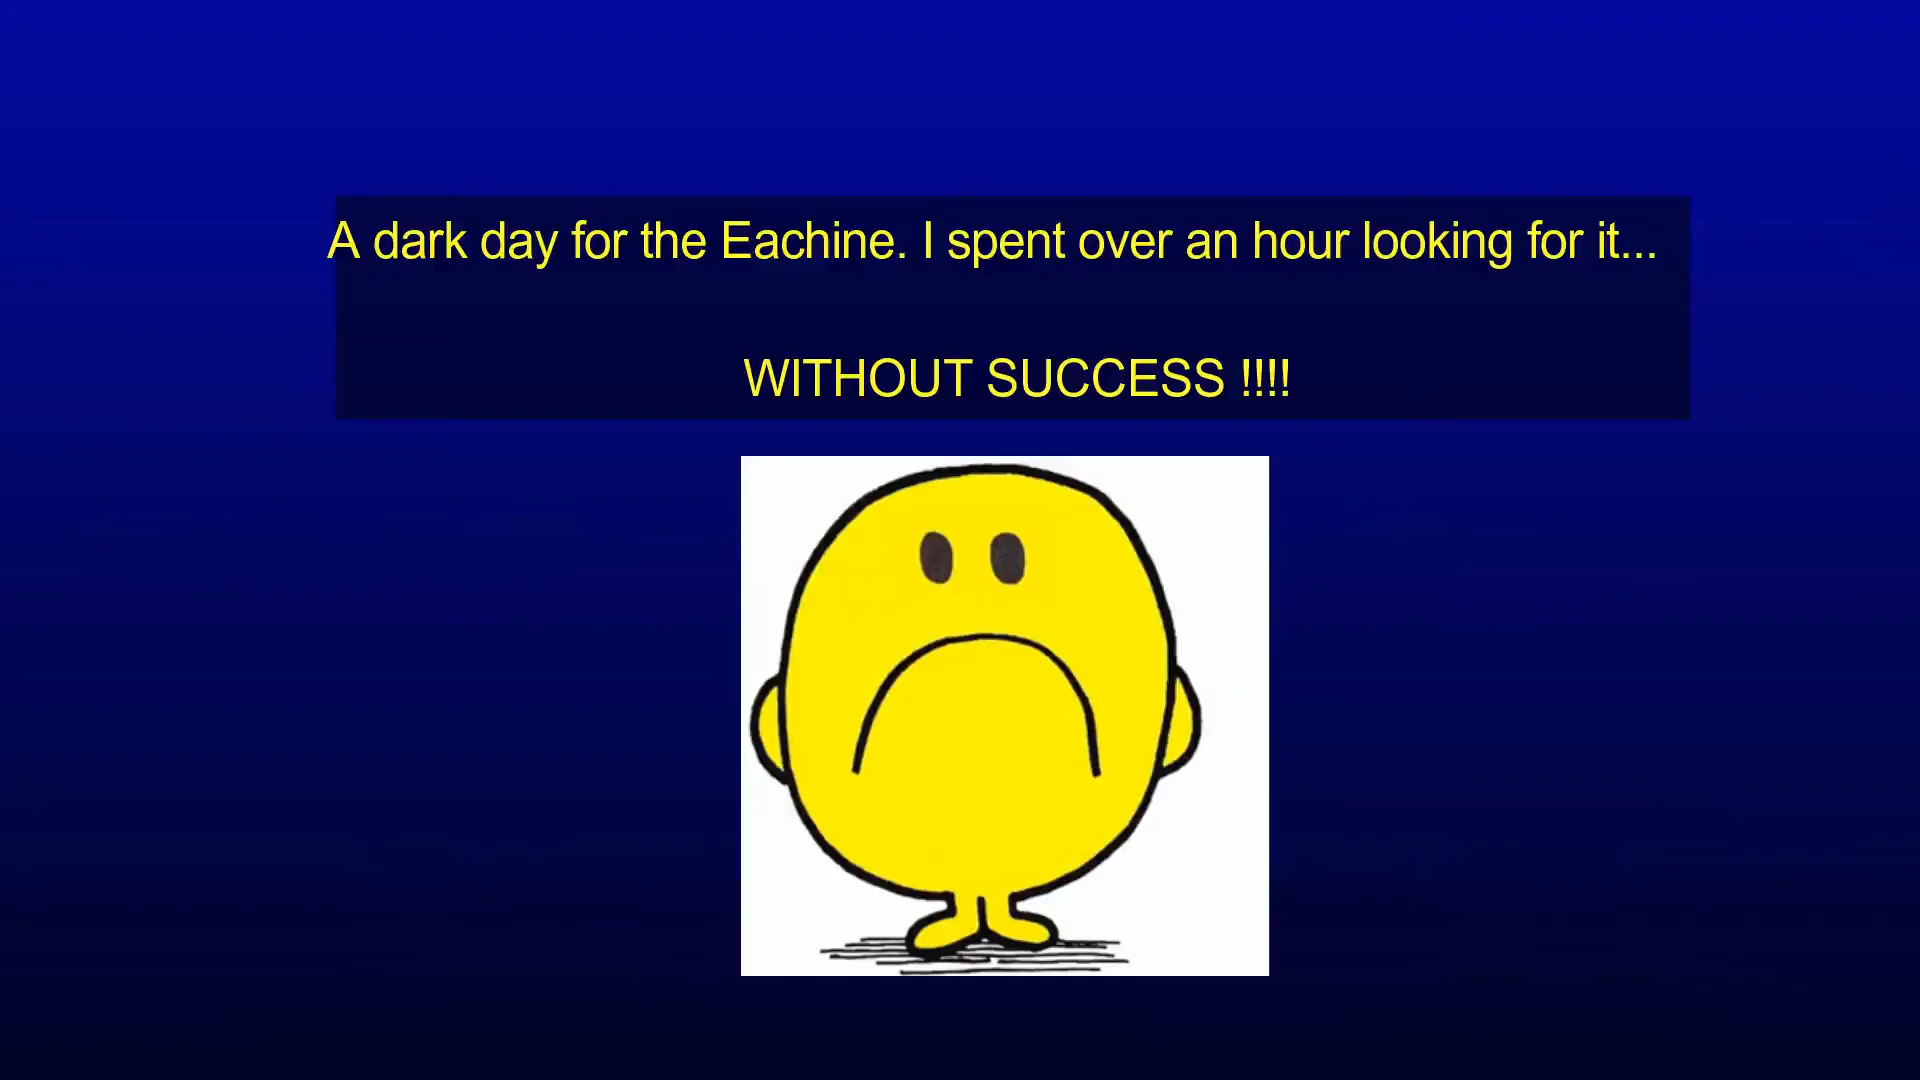 A dark day for the Eachine. I spent over an hour looking for it...
WITHOUT SUCCESS !!!!